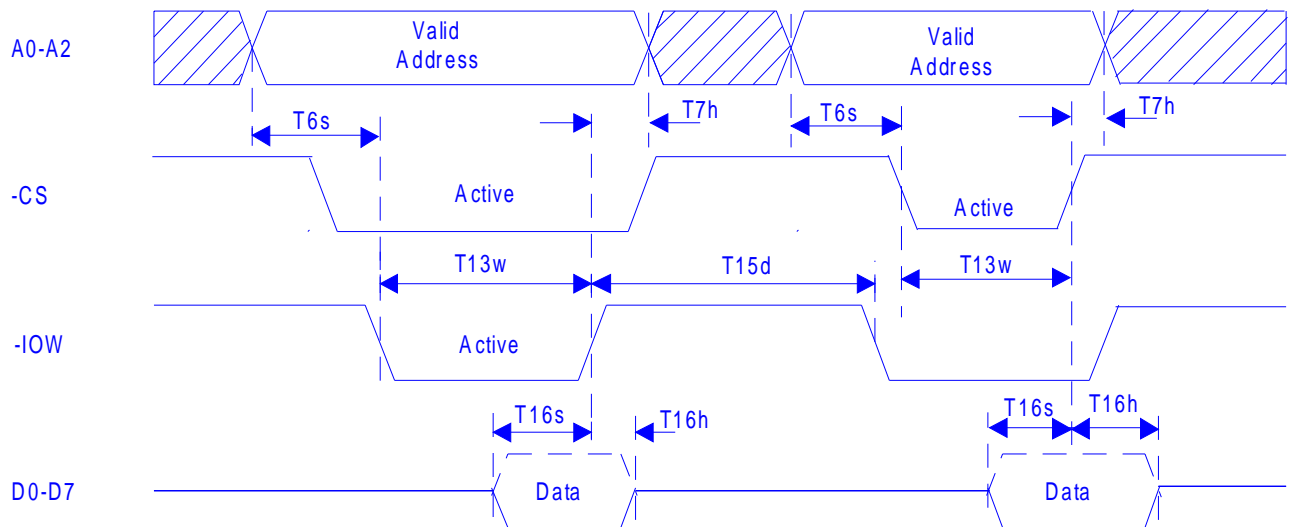 A0-A2
Valid
Address
Valid
Address
T6s
T7h
T6s
T7h
-CS
Active
Active
T13w
T15d
T13w
-IOW
Active
T16s
T16h
T16s
T16h
D0-D7
Data
Data